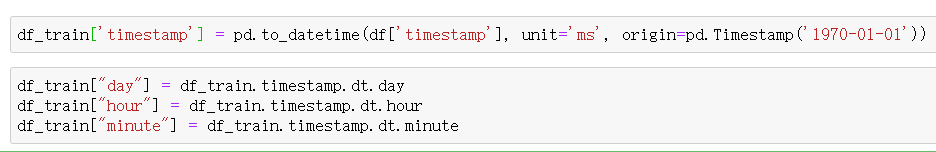 df_train['timestamp'] = pd.to_datetime(df['timestamp'], unit='ms', origin=pd.Timestamp('1970-01-01'))
df_train["day"] = df_train.timestamp.dt.day
df_train["hour"] = df_train.timestamp.dt.hour
df_train["minute"] = df_train.timestamp.dt.minute